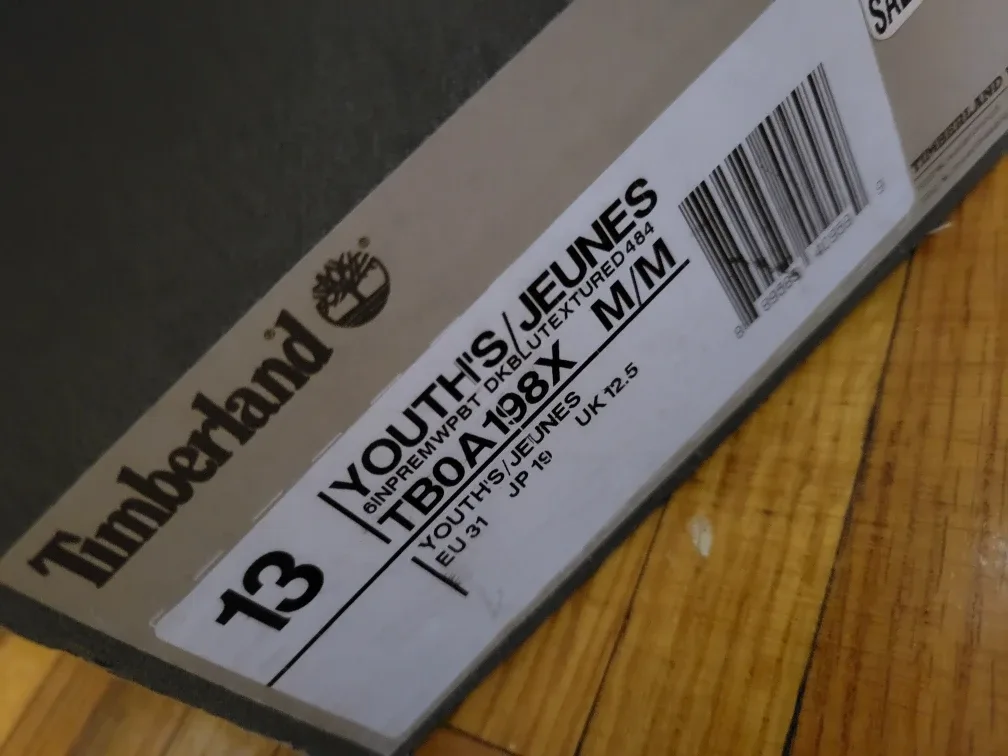 Timberland
13
YOUTH'S/JEUNES
6INPREMWPBT DKBLUTEXTURED484
TB0A198X M/M
YOUTH'S/JEUNES
EU 31 JP 19 UK 12.5
TIMBERLAND